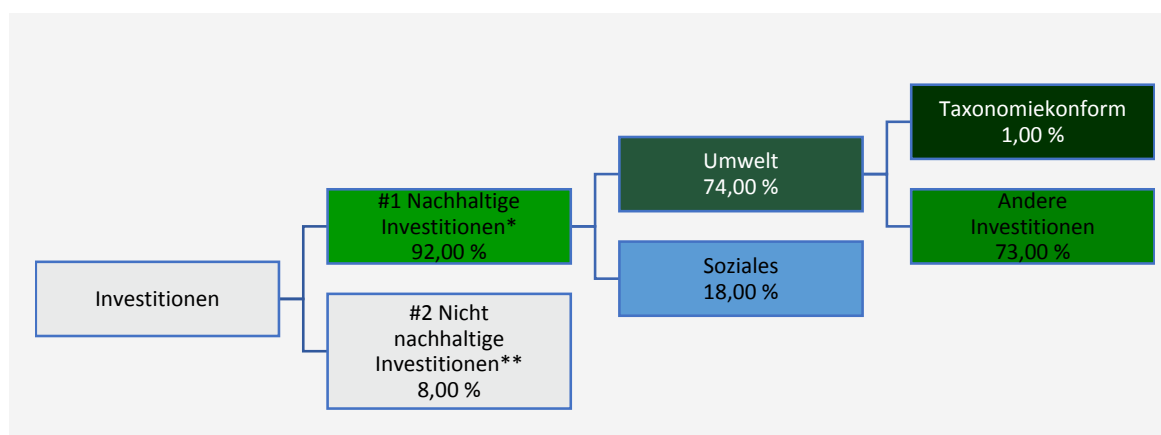 Investitionen
#1 Nachhaltige
Investitionen*
92,00 %
#2 Nicht
nachhaltige
Investitionen**
8,00 %
Umwelt
74,00 %
Soziales
18,00 %
Taxonomiekonform
1,00 %
Andere
Investitionen
73,00 %